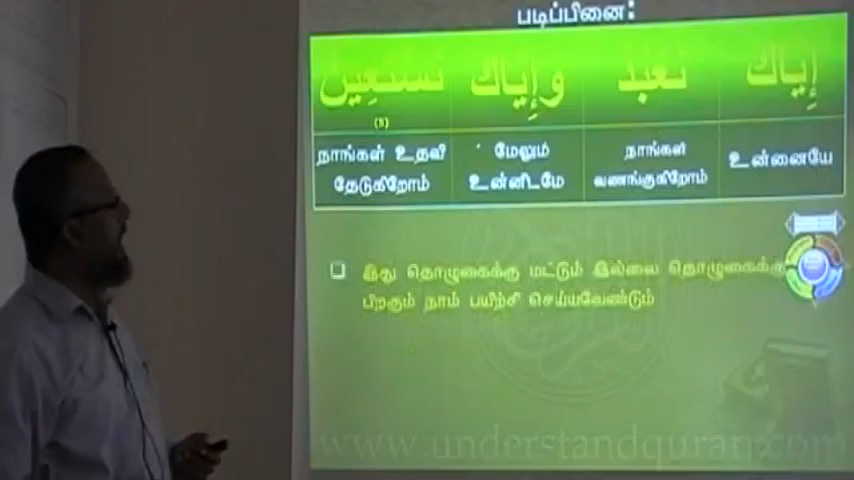 படிப்பினை:
إِيَّاكَ نَعْبُدُ وَإِيَّاكَ نَسْتَعِينُ (5)
உன்னையே
நாங்கள்
வணங்குகிறோம்
மேலும்
உன்னிடமே
நாங்கள் உதவி
தேடுகிறோம்
இது தொழுகைக்கு மட்டும் இல்லை தொழுகைக்கு
பிறகும் நாம் பயிற்சி செய்யவேண்டும்
www.understandquran.com